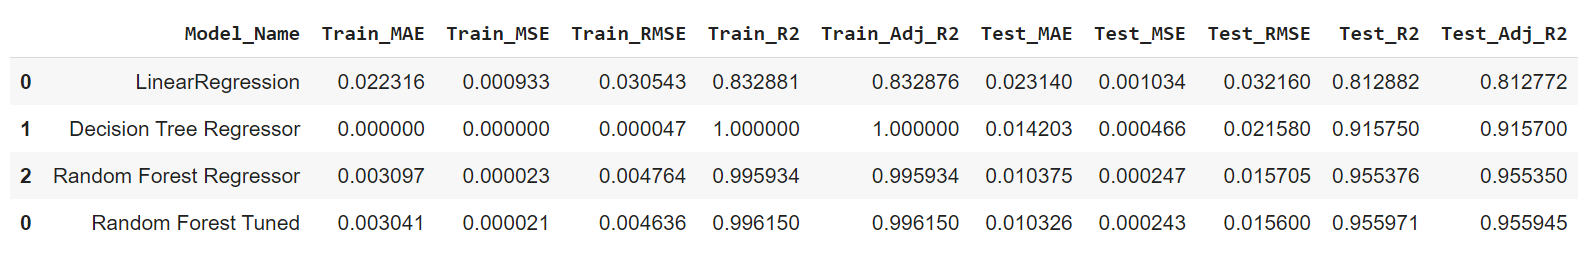 Model_Name Train_MAE Train_MSE Train_RMSE Train_R2 Train_Adj_R2 Test_MAE Test_MSE Test_RMSE Test_R2 Test_Adj_R2
0 LinearRegression 0.022316 0.000933 0.030543 0.832881 0.832876 0.023140 0.001034 0.032160 0.812882 0.812772
1 Decision Tree Regressor 0.000000 0.000000 0.000047 1.000000 1.000000 0.014203 0.000466 0.021580 0.915750 0.915700
2 Random Forest Regressor 0.003097 0.000023 0.004764 0.995934 0.995934 0.010375 0.000247 0.015705 0.955376 0.955350
0 Random Forest Tuned 0.003041 0.000021 0.004636 0.996150 0.996150 0.010326 0.000243 0.015600 0.955971 0.955945